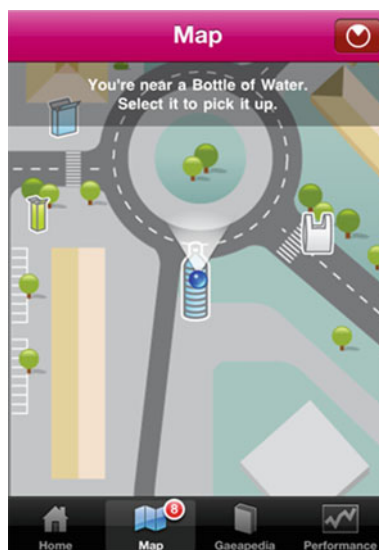 Map
You're near a Bottle of Water.
Select it to pick it up.
8
Home
Map
Gaeapedia
Performance